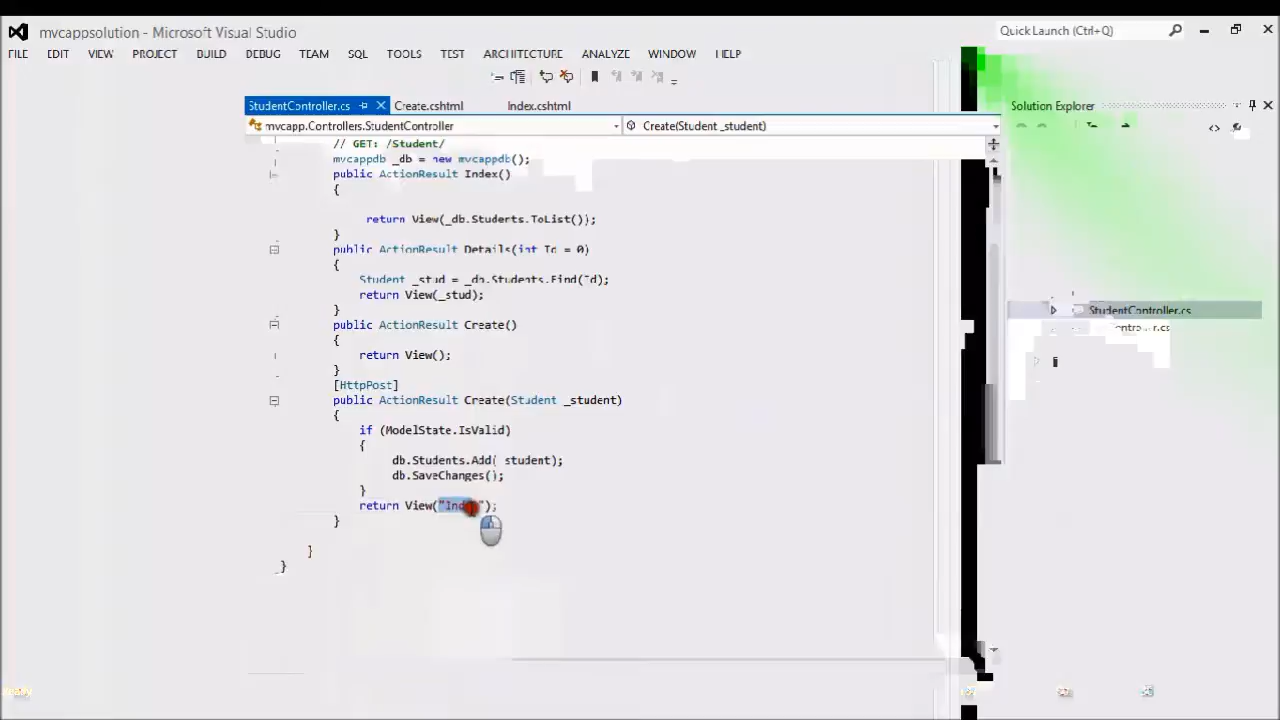 mvcappsolution - Microsoft Visual Studio
Quick Launch (Ctrl+Q)
FILE EDIT VIEW PROJECT BUILD DEBUG TEAM SQL TOOLS TEST ARCHITECTURE ANALYZE WINDOW HELP
StudentController.cs Create.cshtml Index.cshtml
Solution Explorer
mvcapp.Controllers.StudentController
Create(Student _student)
// GET: /Student/
mvcappdb _db = new mvcappdb();
public ActionResult Index()
{
return View(_db.Students.ToList());
}
public ActionResult Details(int Id = 0)
{
Student _stud = _db.Students.Find(Id);
return View(_stud);
}
public ActionResult Create()
{
return View();
}
[HttpPost]
public ActionResult Create(Student _student)
{
if (ModelState.IsValid)
{
db.Students.Add( student);
db.SaveChanges();
}
return View("Index");
}
}
}
StudentController.cs